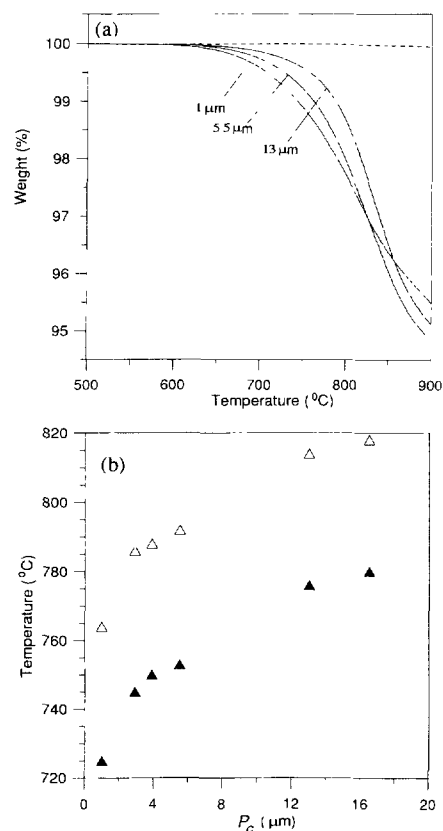 (a)
100
99
98
97
96
95
Weight (%)
1 µm
5.5 µm
13 µm
500 600 700 800 900
Temperature (°C)
(b)
820
800
780
760
740
720
Temperature (°C)
0 4 8 12 16 20
Pc (µm)